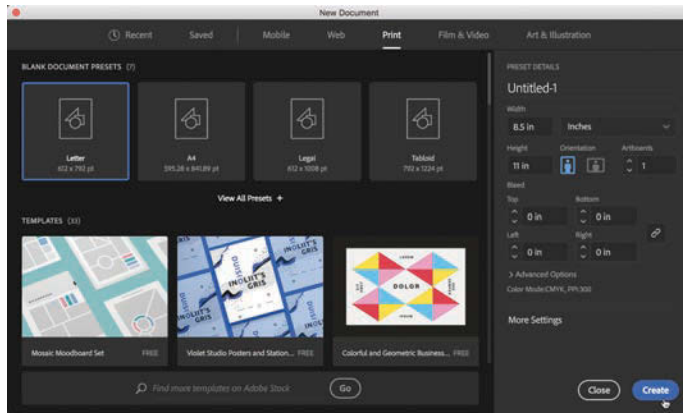 New Document
Recent Saved Mobile Web Print Film & Video Art & Illustration
BLANK DOCUMENT PRESETS (7)
Letter
612 x 792 pt
A4
595.28 x 841.89 pt
Legal
612 x 1008 pt
Tabloid
792 x 1224 pt
View All Presets +
TEMPLATES (33)
INOLIIT'S
GRIS
DUISI
DOLOR
Mosaic Moodboard Set FREE
Violet Studio Posters and Station... FREE
Colorful and Geometric Business... FREE
Find more templates on Adobe Stock
Go
PRESET DETAILS
Untitled-1
Width
8.5 in Inches
Height Orientation Artboards
11 in 1
Bleed
Top Bottom
0 in 0 in
Left Right
0 in 0 in
> Advanced Options
Color Mode:CMYK, PPI:300
More Settings
Close Create